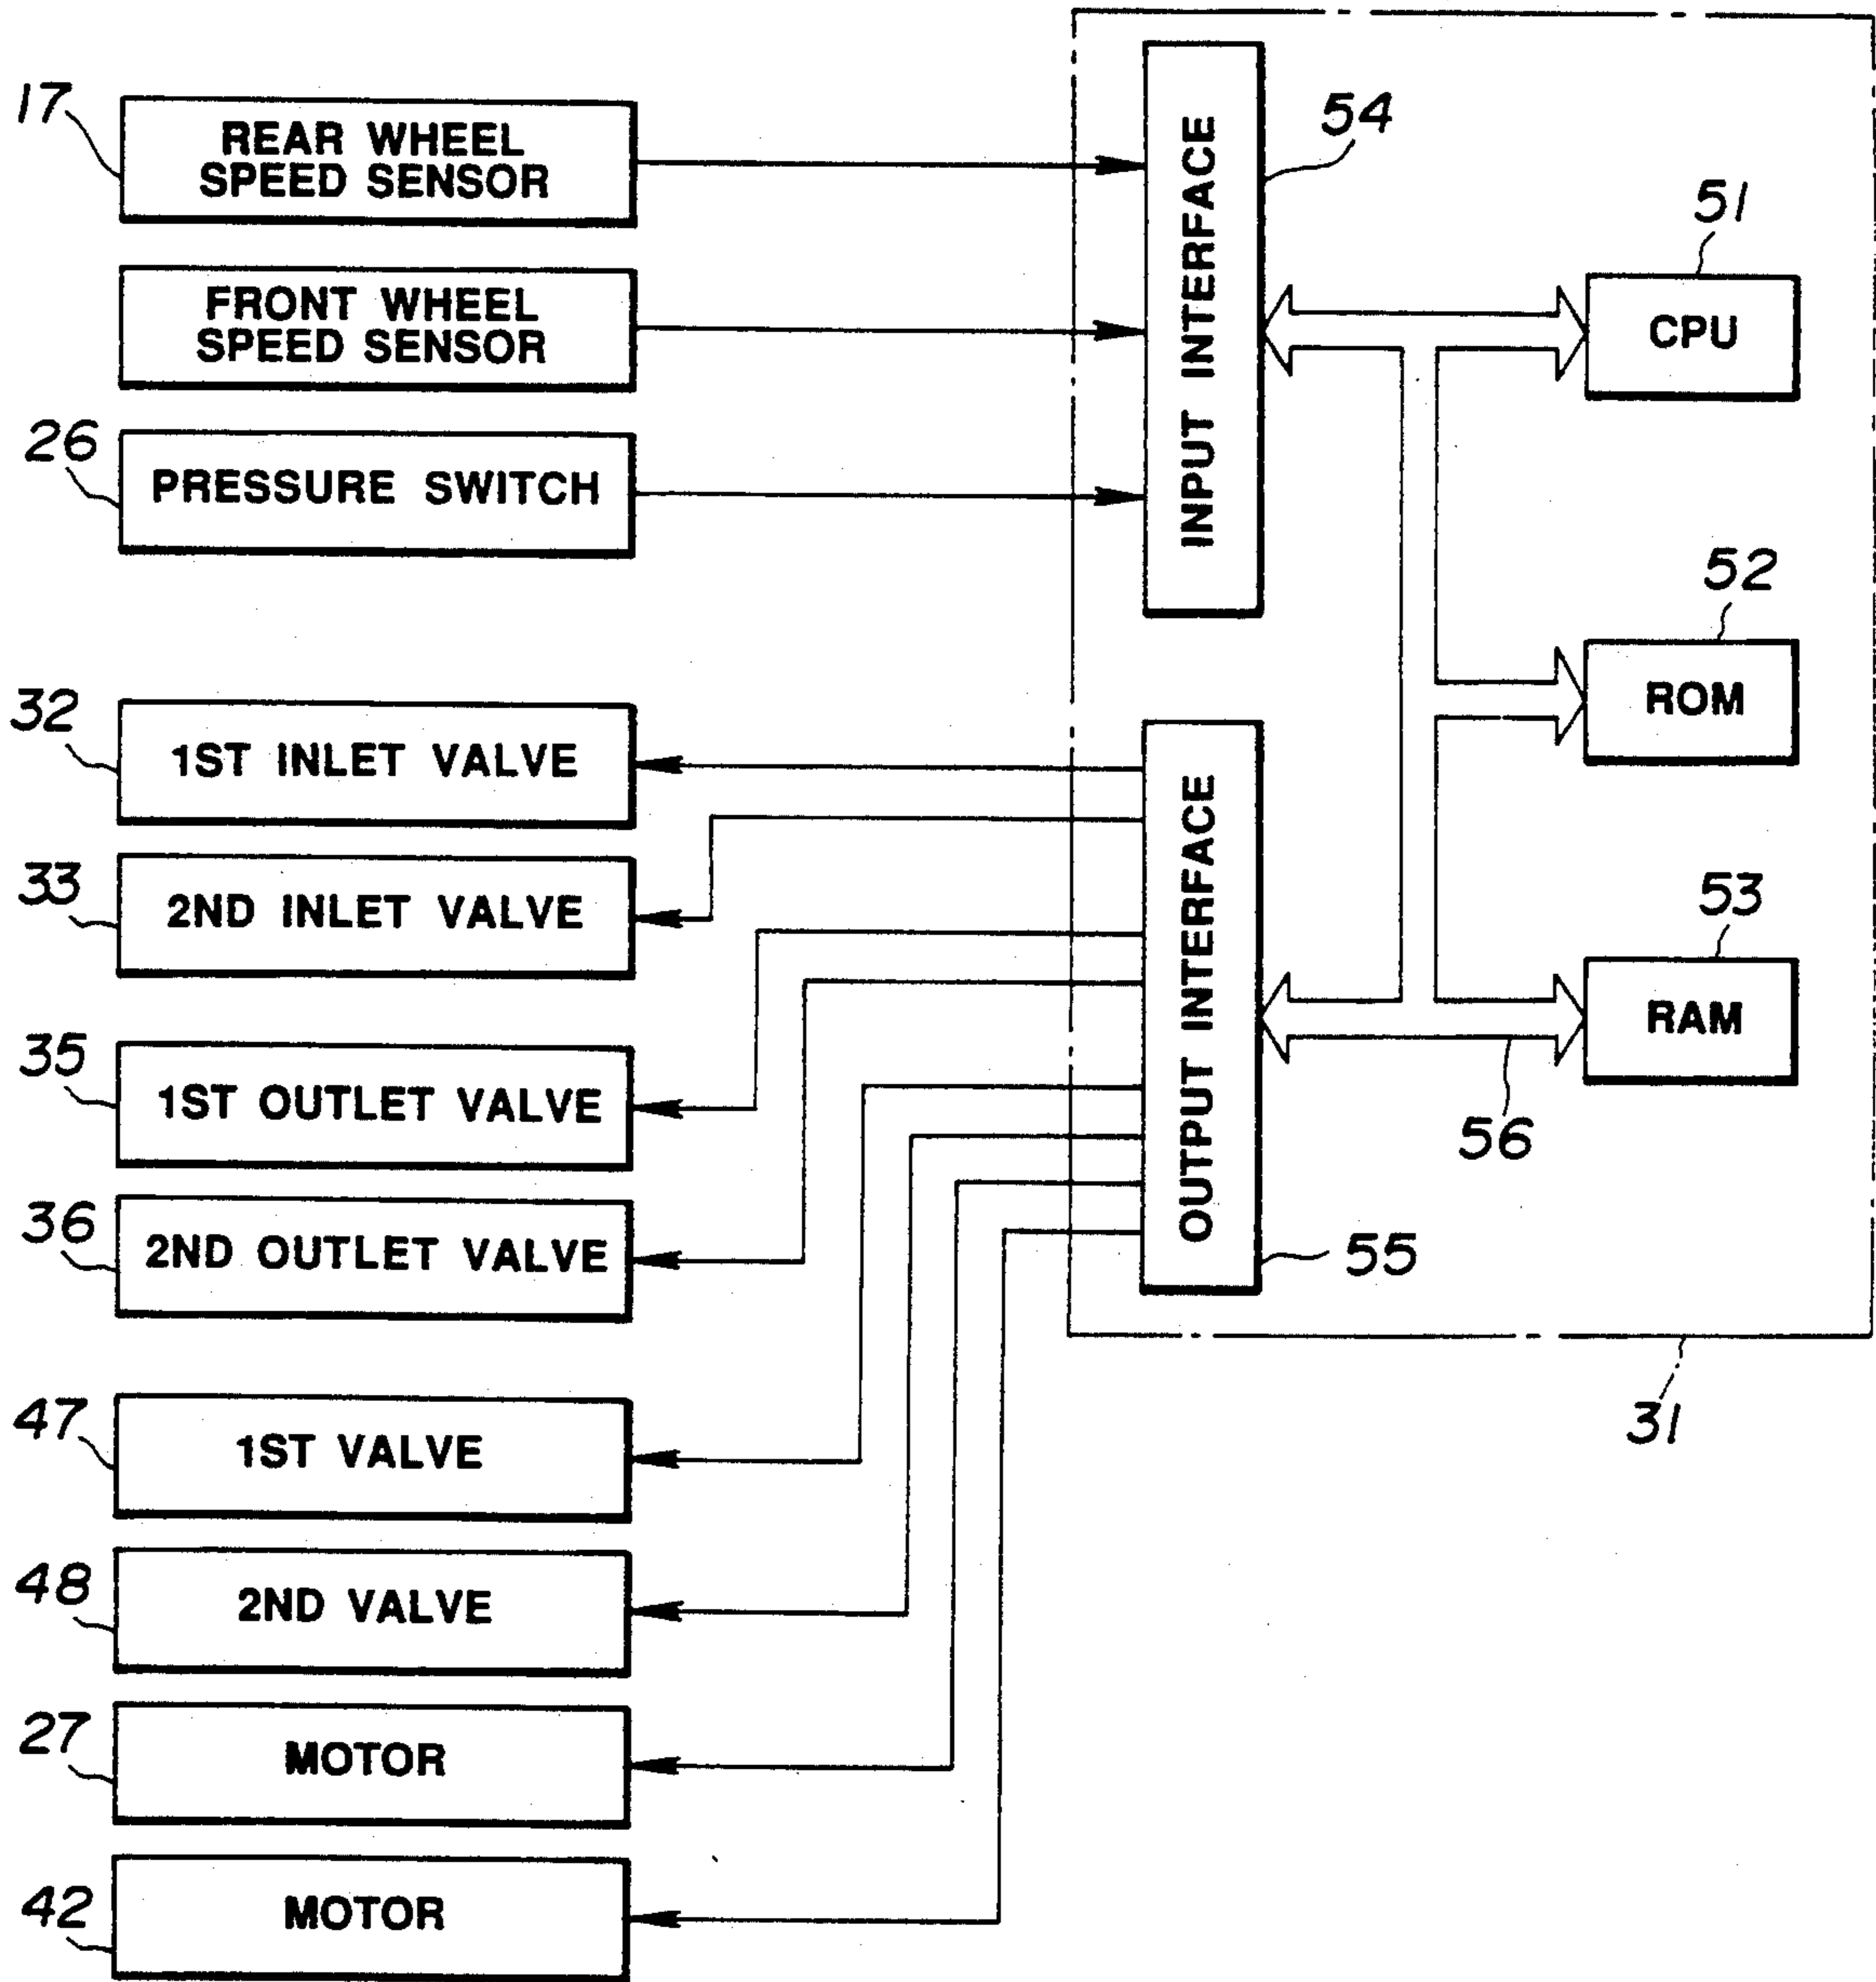 17
REAR WHEEL
SPEED SENSOR
FRONT WHEEL
SPEED SENSOR
26
PRESSURE SWITCH
INPUT INTERFACE
54
51
CPU
52
ROM
53
RAM
56
32
1ST INLET VALVE
33
2ND INLET VALVE
35
1ST OUTLET VALVE
36
2ND OUTLET VALVE
OUTPUT INTERFACE
55
31
47
1ST VALVE
48
2ND VALVE
27
MOTOR
42
MOTOR